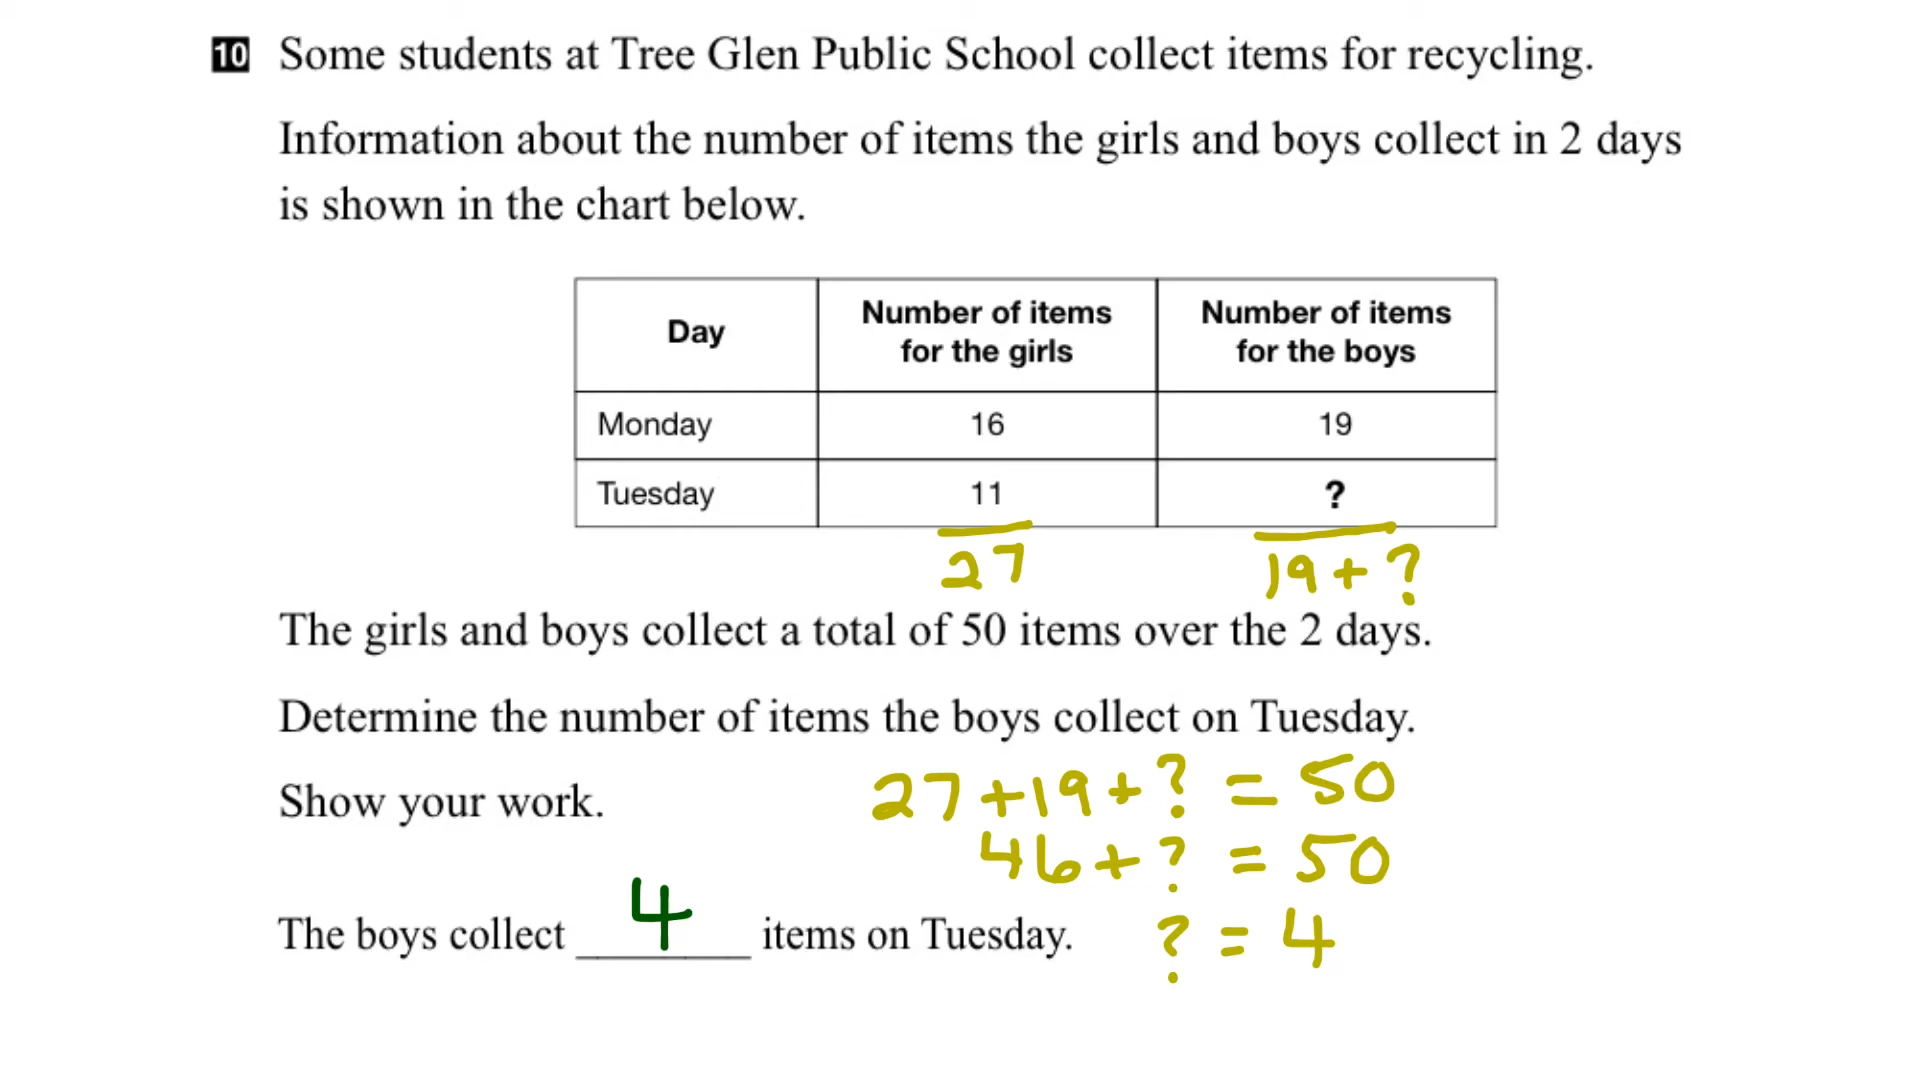 10 Some students at Tree Glen Public School collect items for recycling.
Information about the number of items the girls and boys collect in 2 days
is shown in the chart below.
Day
Number of items
for the girls
Number of items
for the boys
Monday 16 19
Tuesday 11 ?
27 19 + ?
The girls and boys collect a total of 50 items over the 2 days.
Determine the number of items the boys collect on Tuesday.
27 + 19 + ? = 50
Show your work.
46 + ? = 50
The boys collect 4 items on Tuesday.
? = 4